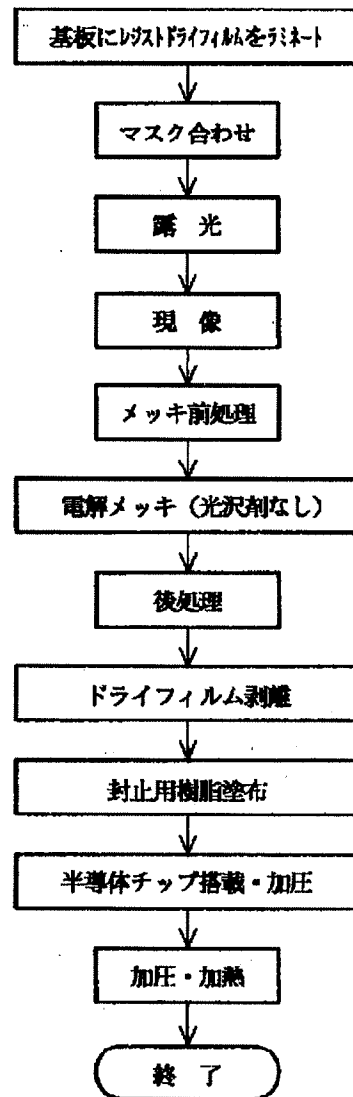 基板にﾚｼﾞｽﾄドライフィルムをラミネート
マスク合わせ
露　光
現　像
メッキ前処理
電解メッキ（光沢剤なし）
後処理
ドライフィルム剥離
封止用樹脂塗布
半導体チップ搭載・加圧
加圧・加熱
終　了